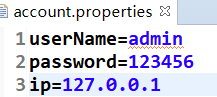 account.properties
1 userName=admin
2 password=123456
3 ip=127.0.0.1